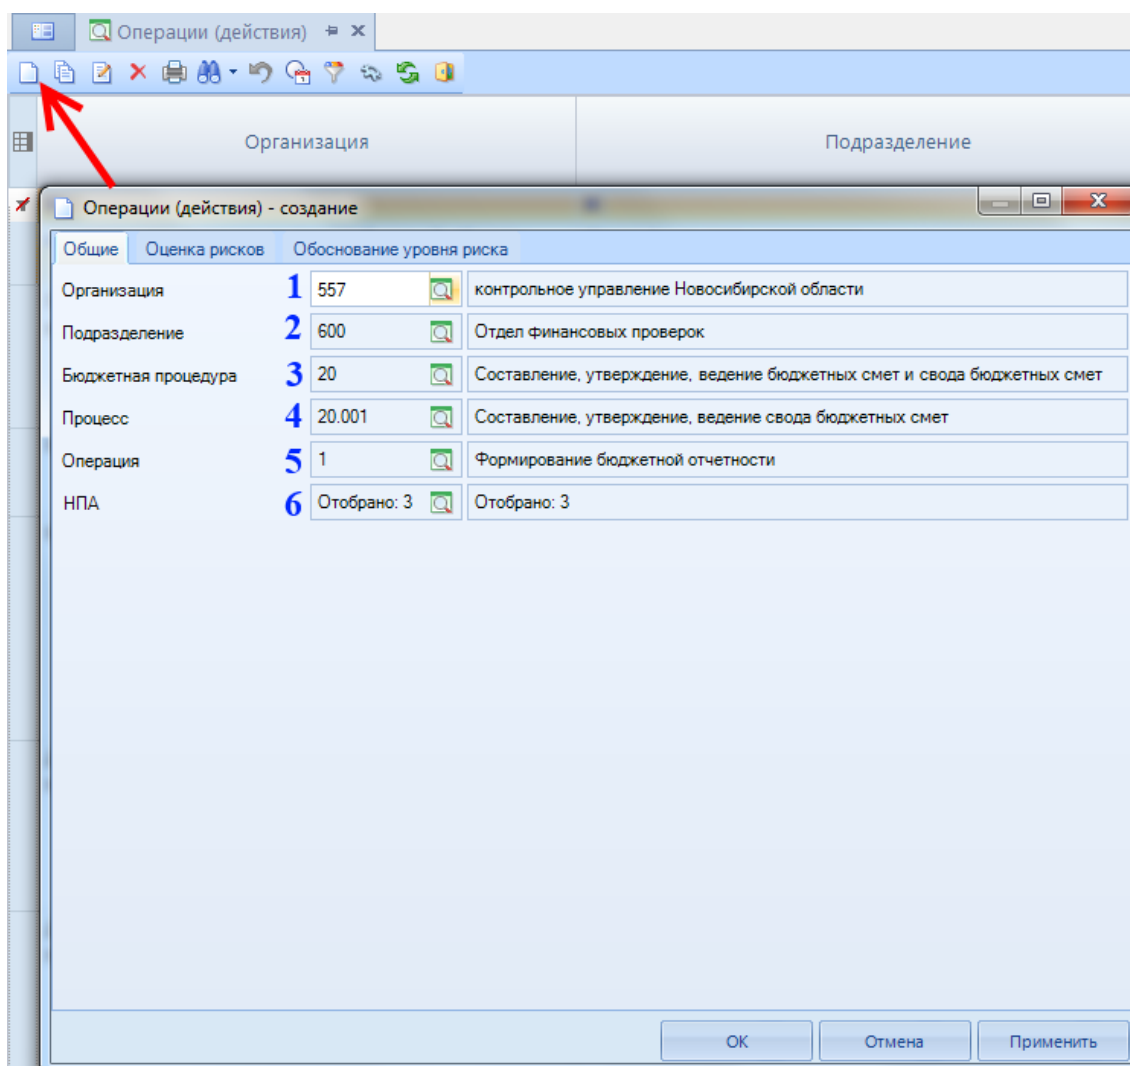 Операции (действия)
Организация Подразделение
Операции (действия) - создание
Общие Оценка рисков Обоснование уровня риска
Организация 1 557 контрольное управление Новосибирской области
Подразделение 2 600 Отдел финансовых проверок
Бюджетная процедура 3 20 Составление, утверждение, ведение бюджетных смет и свода бюджетных смет
Процесс 4 20.001 Составление, утверждение, ведение свода бюджетных смет
Операция 5 1 Формирование бюджетной отчетности
НПА 6 Отобрано: 3 Отобрано: 3
ОК Отмена Применить